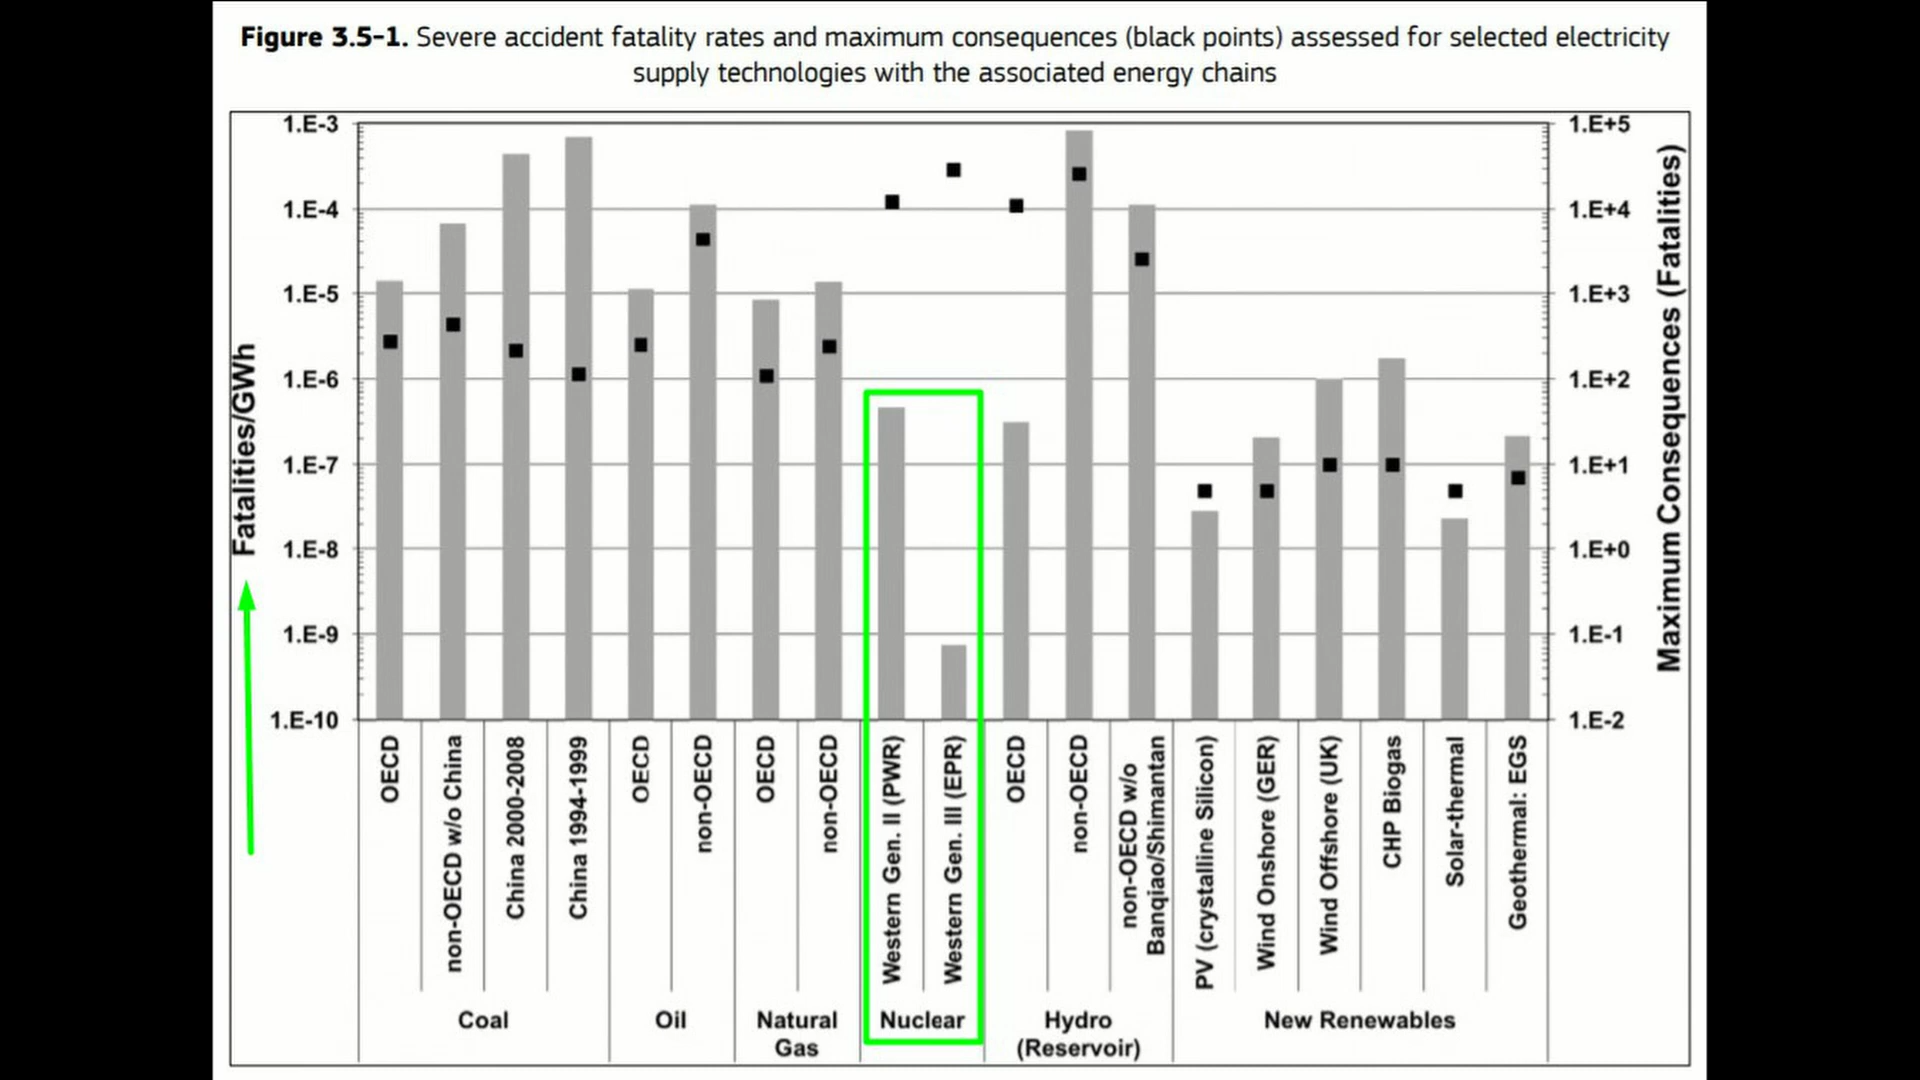 Figure 3.5-1. Severe accident fatality rates and maximum consequences (black points) assessed for selected electricity
supply technologies with the associated energy chains
Fatalities/GWh
1.E-3
1.E-4
1.E-5
1.E-6
1.E-7
1.E-8
1.E-9
1.E-10
1.E+5
1.E+4
1.E+3
1.E+2
1.E+1
1.E+0
1.E-1
1.E-2
Maximum Consequences (Fatalities)
OECD
non-OECD w/o China
China 2000-2008
China 1994-1999
OECD
non-OECD
OECD
non-OECD
Western Gen. II (PWR)
Western Gen. III (EPR)
OECD
non-OECD
non-OECD w/o
Banqiao/Shimantan
PV (crystalline Silicon)
Wind Onshore (GER)
Wind Offshore (UK)
CHP Biogas
Solar-thermal
Geothermal: EGS
Coal
Oil
Natural
Gas
Nuclear
Hydro
(Reservoir)
New Renewables